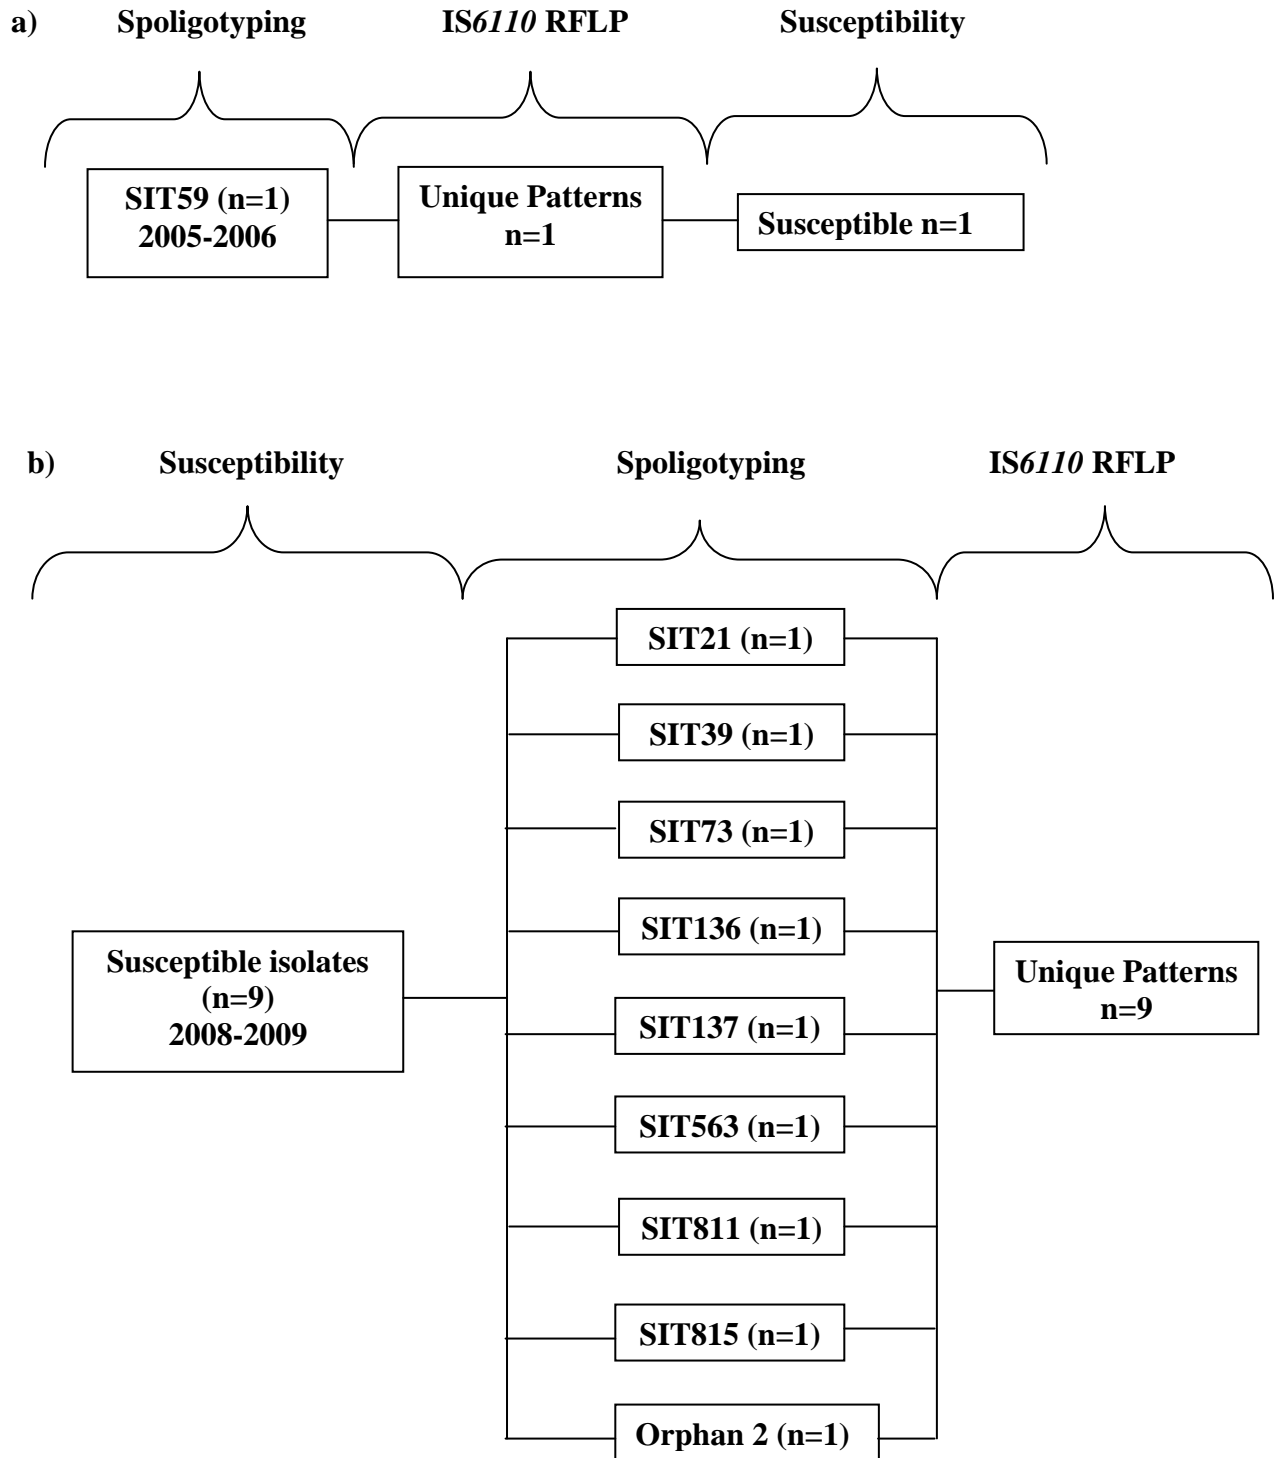 a) Spoligotyping IS6110 RFLP Susceptibility
SIT59 (n=1)
2005-2006
Unique Patterns
n=1
Susceptible n=1
b) Susceptibility Spoligotyping IS6110 RFLP
Susceptible isolates
(n=9)
2008-2009
SIT21 (n=1)
SIT39 (n=1)
SIT73 (n=1)
SIT136 (n=1)
SIT137 (n=1)
SIT563 (n=1)
SIT811 (n=1)
SIT815 (n=1)
Orphan 2 (n=1)
Unique Patterns
n=9